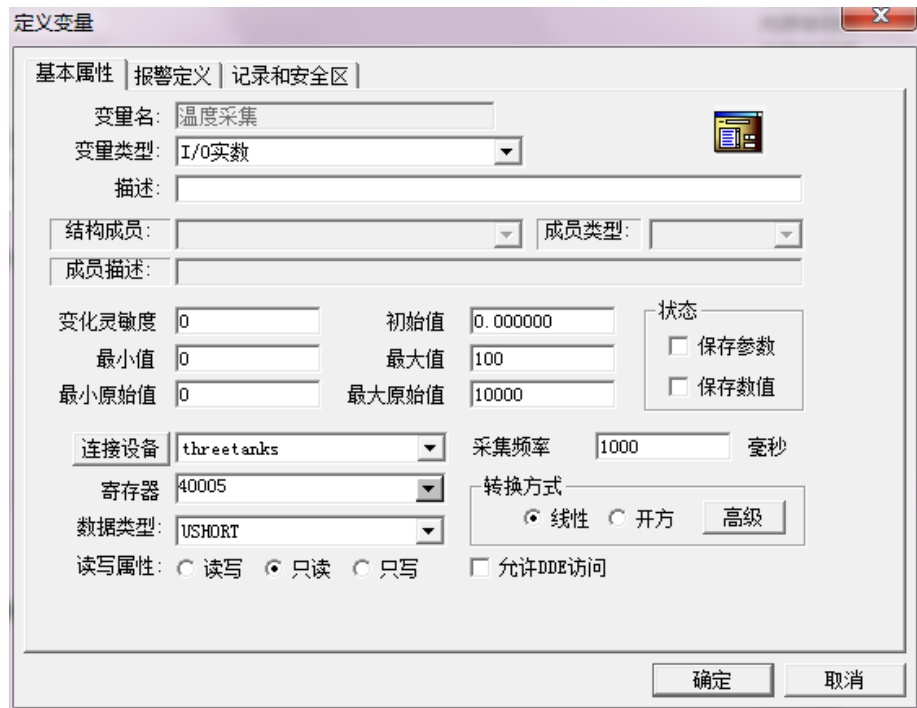 定义变量
基本属性 报警定义 记录和安全区
变量名: 温度采集
变量类型: I/O实数
描述:
结构成员: 成员类型:
成员描述:
变化灵敏度 0 初始值 0.000000 状态
最小值 0 最大值 100 保存参数
最小原始值 0 最大原始值 10000 保存数值
连接设备 threetanks 采集频率 1000 毫秒
寄存器 40005 转换方式
数据类型: USHORT 线性 开方 高级
读写属性: 读写 只读 只写 允许DDE访问
确定 取消